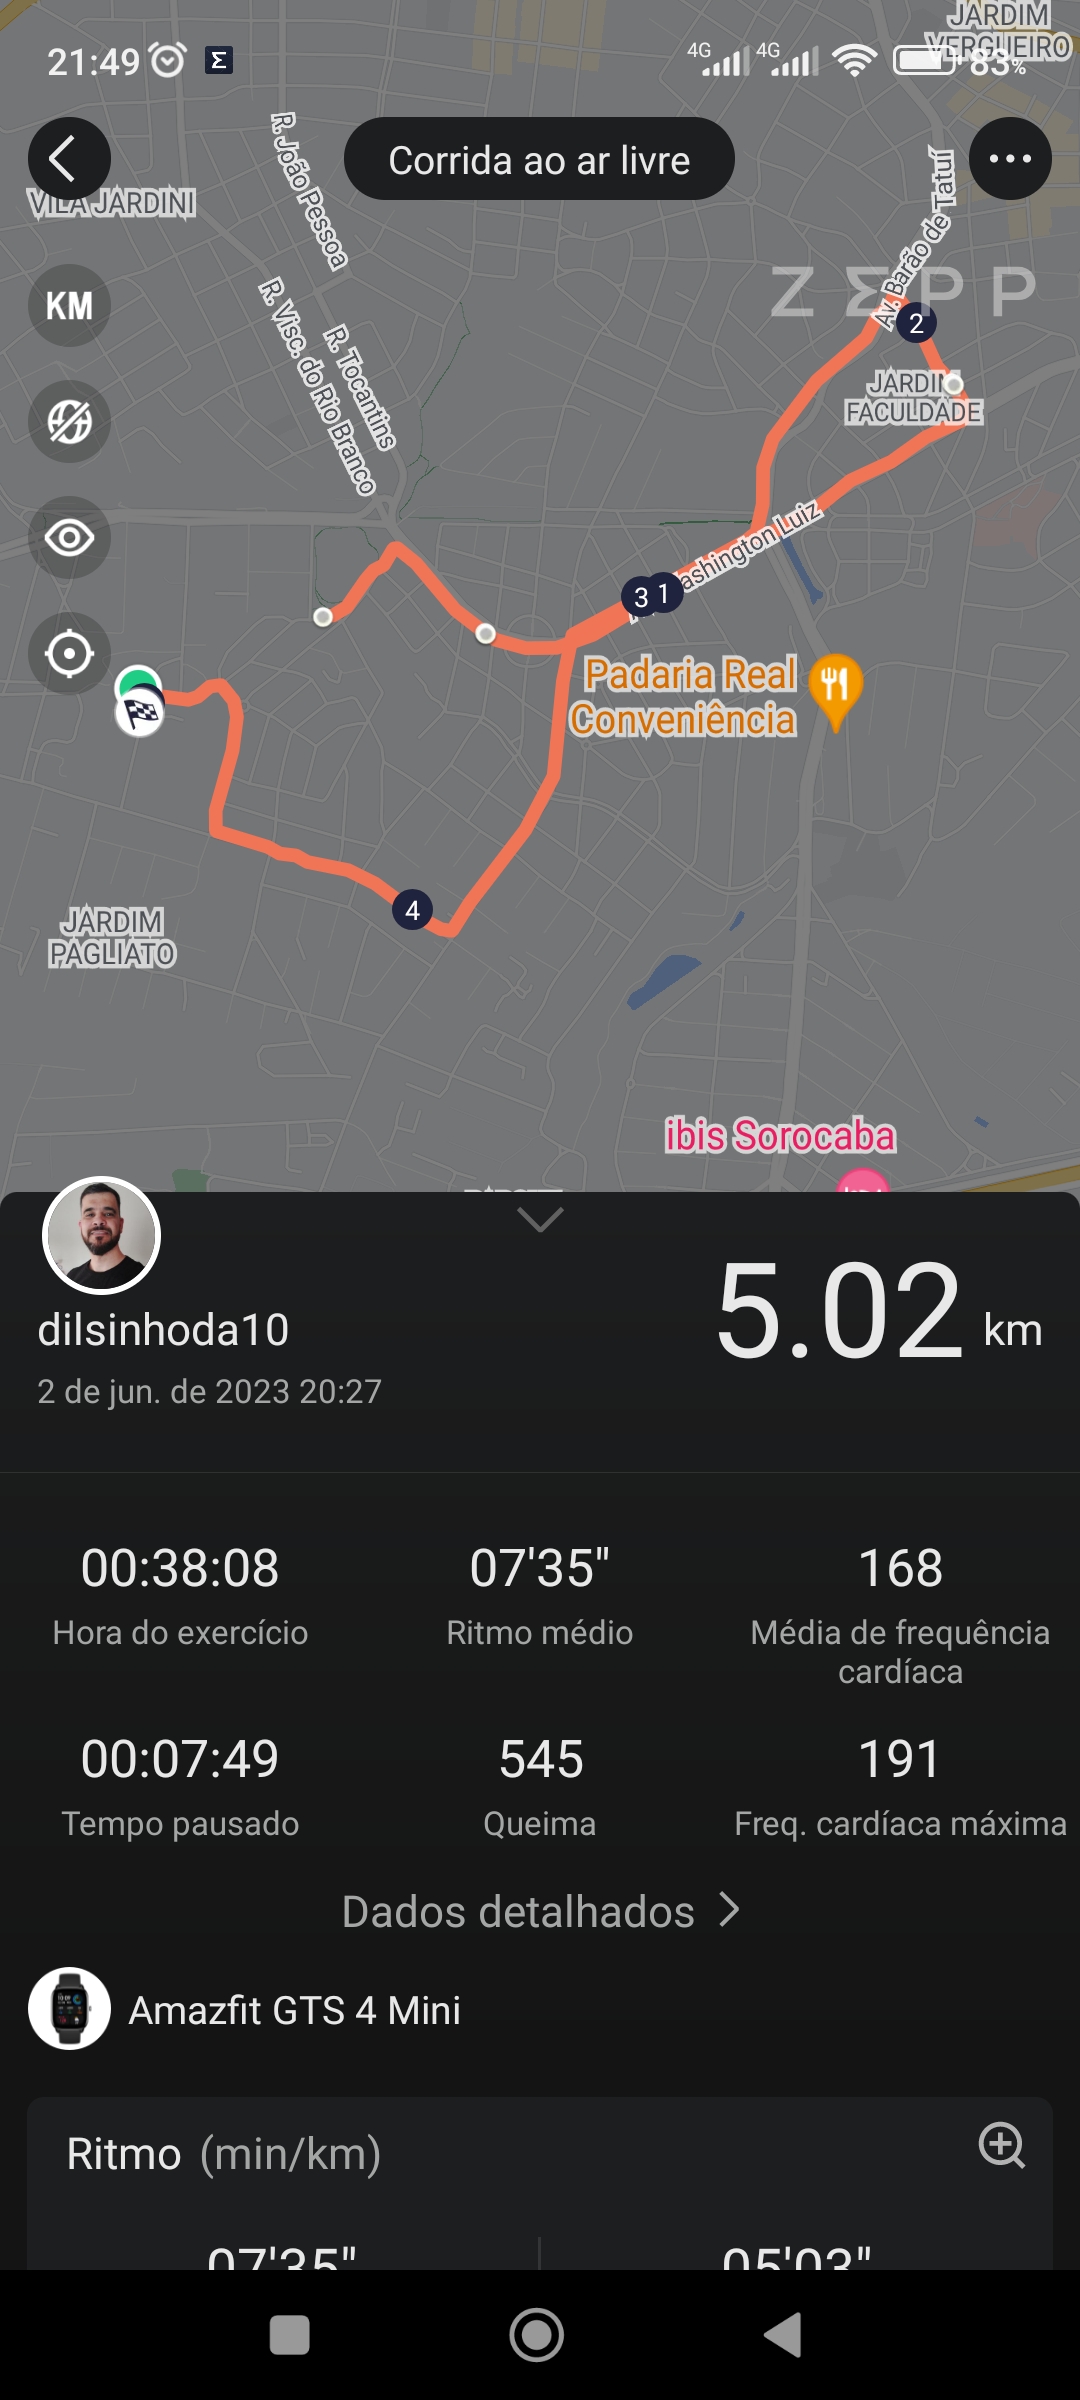 JARDIM
VERGUEIRO
21:49
Σ
4G
4G
83%
R. João Pessoa
Corrida ao ar livre
VILA JARDINI
Av. Barão de Tatuí
ZΣPP
KM
R. Visc. do Rio Branco
R. Tocantins
2
JARDIM
FACULDADE
ashington Luiz
3
1
Padaria Real
Conveniência
4
JARDIM
PAGLIATO
ibis Sorocaba
dilsinhoda10
5.02 km
2 de jun. de 2023 20:27
00:38:08
07'35"
168
Hora do exercício
Ritmo médio
Média de frequência
cardíaca
00:07:49
545
191
Tempo pausado
Queima
Freq. cardíaca máxima
Dados detalhados
Amazfit GTS 4 Mini
Ritmo (min/km)
07'35"
05'03"